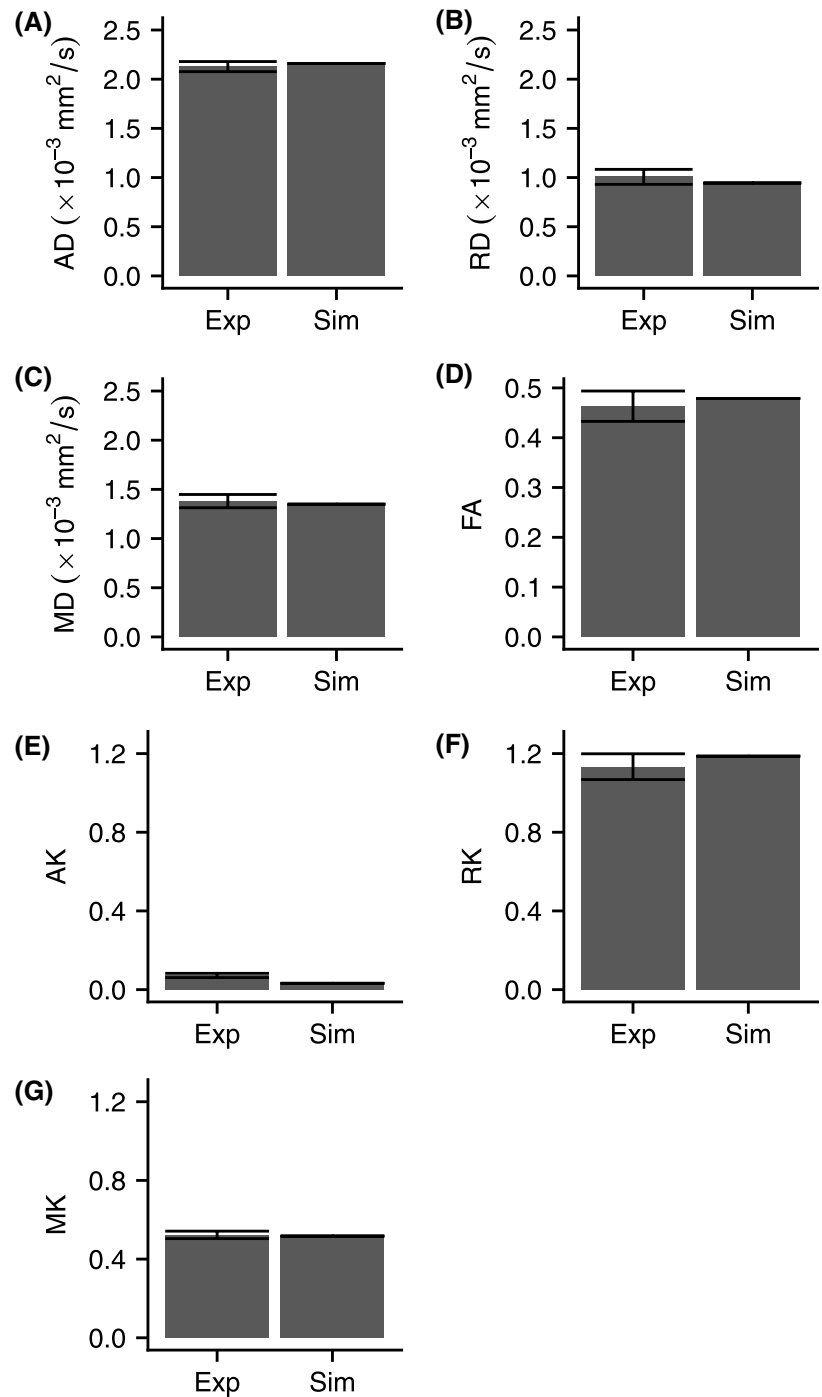 (A)
AD (×10⁻³ mm²/s)
2.5
2.0
1.5
1.0
0.5
0.0
Exp Sim
(B)
RD (×10⁻³ mm²/s)
2.5
2.0
1.5
1.0
0.5
0.0
Exp Sim
(C)
MD (×10⁻³ mm²/s)
2.5
2.0
1.5
1.0
0.5
0.0
Exp Sim
(D)
FA
0.5
0.4
0.3
0.2
0.1
0.0
Exp Sim
(E)
AK
1.2
0.8
0.4
0.0
Exp Sim
(F)
RK
1.2
0.8
0.4
0.0
Exp Sim
(G)
MK
1.2
0.8
0.4
0.0
Exp Sim